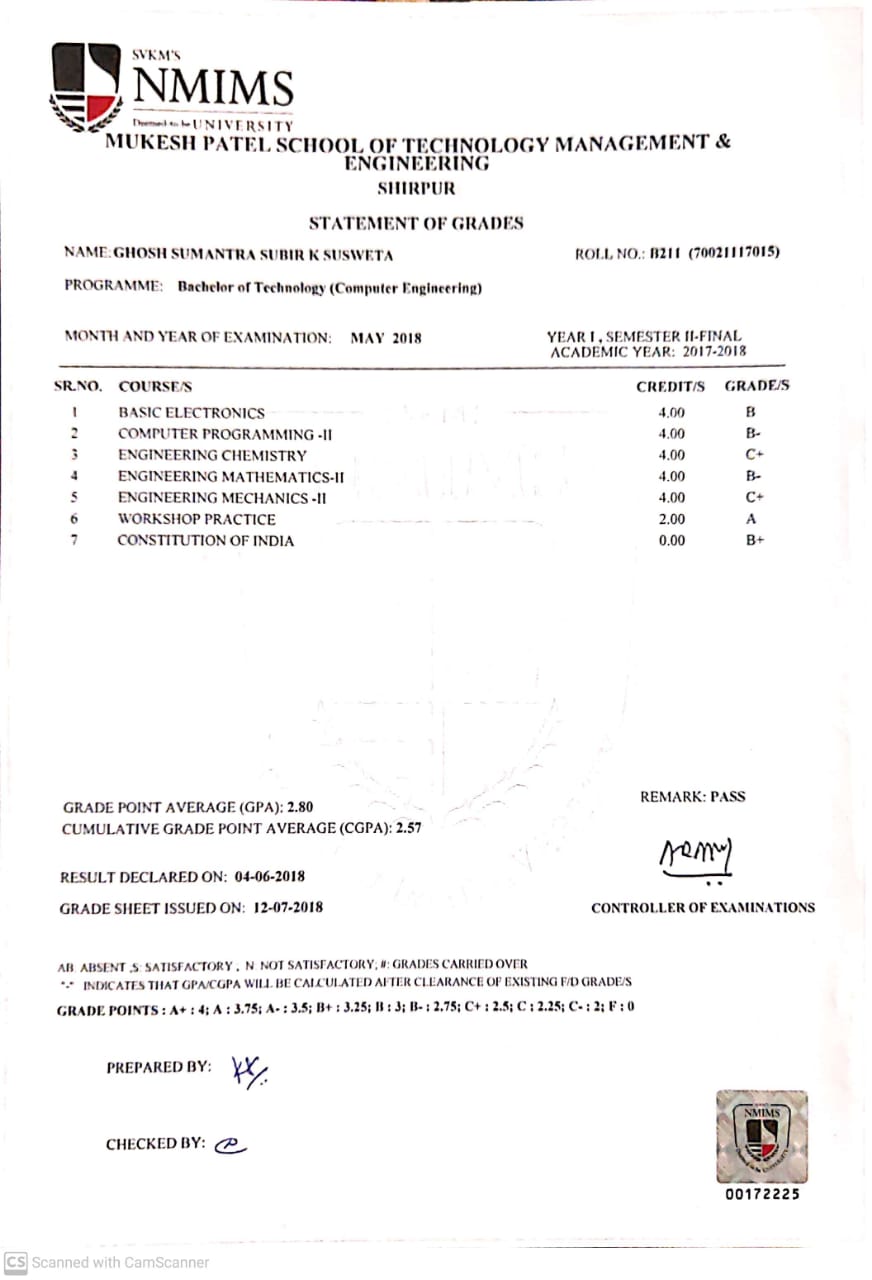 SVKM'S
NMIMS
Deemed to be UNIVERSITY
MUKESH PATEL SCHOOL OF TECHNOLOGY MANAGEMENT &
ENGINEERING
SHIRPUR
STATEMENT OF GRADES
NAME: GHOSH SUMANTRA SUBIR K SUSWETA ROLL NO.: B211 (70021117015)
PROGRAMME: Bachelor of Technology (Computer Engineering)
MONTH AND YEAR OF EXAMINATION: MAY 2018 YEAR I , SEMESTER II-FINAL
ACADEMIC YEAR: 2017-2018
SR.NO. COURSE/S CREDIT/S GRADE/S
1 BASIC ELECTRONICS 4.00 B
2 COMPUTER PROGRAMMING -II 4.00 B-
3 ENGINEERING CHEMISTRY 4.00 C+
4 ENGINEERING MATHEMATICS-II 4.00 B-
5 ENGINEERING MECHANICS -II 4.00 C+
6 WORKSHOP PRACTICE 2.00 A
7 CONSTITUTION OF INDIA 0.00 B+
GRADE POINT AVERAGE (GPA): 2.80 REMARK: PASS
CUMULATIVE GRADE POINT AVERAGE (CGPA): 2.57
RESULT DECLARED ON: 04-06-2018
GRADE SHEET ISSUED ON: 12-07-2018 CONTROLLER OF EXAMINATIONS
AB: ABSENT ,S: SATISFACTORY , N: NOT SATISFACTORY; #: GRADES CARRIED OVER
"-" INDICATES THAT GPA/CGPA WILL BE CALCULATED AFTER CLEARANCE OF EXISTING F/D GRADE/S
GRADE POINTS : A+ : 4; A : 3.75; A- : 3.5; B+ : 3.25; B : 3; B- : 2.75; C+ : 2.5; C : 2.25; C- : 2; F : 0
PREPARED BY:
CHECKED BY:
NMIMS
00172225
CS Scanned with CamScanner